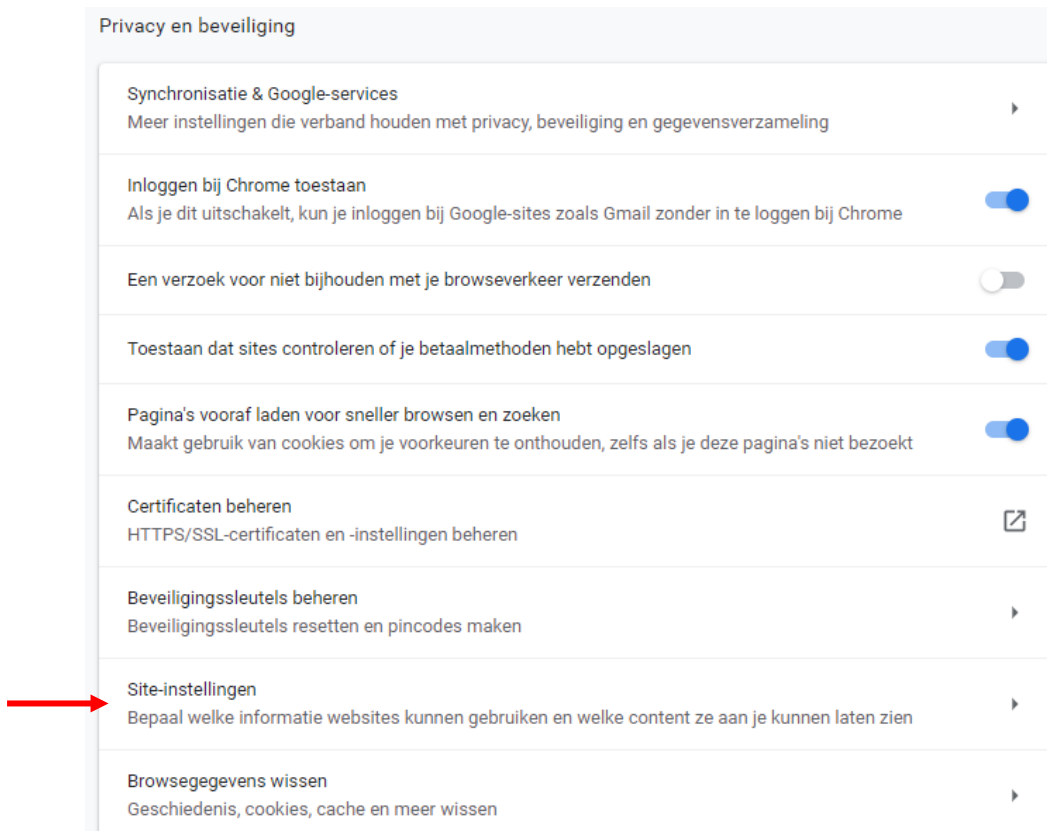 Privacy en beveiliging
Synchronisatie & Google-services
Meer instellingen die verband houden met privacy, beveiliging en gegevensverzameling
Inloggen bij Chrome toestaan
Als je dit uitschakelt, kun je inloggen bij Google-sites zoals Gmail zonder in te loggen bij Chrome
Een verzoek voor niet bijhouden met je browseverkeer verzenden
Toestaan dat sites controleren of je betaalmethoden hebt opgeslagen
Pagina's vooraf laden voor sneller browsen en zoeken
Maakt gebruik van cookies om je voorkeuren te onthouden, zelfs als je deze pagina's niet bezoekt
Certificaten beheren
HTTPS/SSL-certificaten en -instellingen beheren
Beveiligingssleutels beheren
Beveiligingssleutels resetten en pincodes maken
Site-instellingen
Bepaal welke informatie websites kunnen gebruiken en welke content ze aan je kunnen laten zien
Browsegegevens wissen
Geschiedenis, cookies, cache en meer wissen